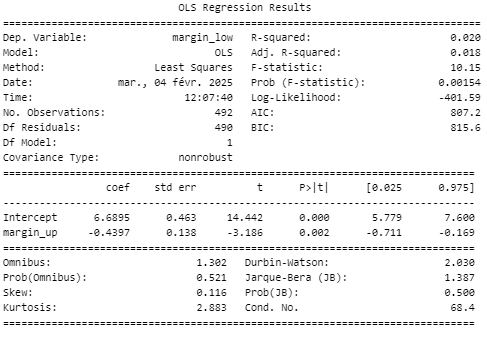 OLS Regression Results
==============================================================================
Dep. Variable:             margin_low   R-squared:                       0.020
Model:                            OLS   Adj. R-squared:                  0.018
Method:                 Least Squares   F-statistic:                     10.15
Date:              mar., 04 févr. 2025   Prob (F-statistic):            0.00154
Time:                        12:07:40   Log-Likelihood:                -401.59
No. Observations:                 492   AIC:                             807.2
Df Residuals:                     490   BIC:                             815.6
Df Model:                           1
Covariance Type:            nonrobust
==============================================================================
                 coef    std err          t      P>|t|      [0.025      0.975]
------------------------------------------------------------------------------
Intercept      6.6895      0.463     14.442      0.000       5.779       7.600
margin_up     -0.4397      0.138     -3.186      0.002      -0.711      -0.169
==============================================================================
Omnibus:                        1.302   Durbin-Watson:                   2.030
Prob(Omnibus):                  0.521   Jarque-Bera (JB):                1.387
Skew:                           0.116   Prob(JB):                        0.500
Kurtosis:                       2.883   Cond. No.                         68.4
==============================================================================